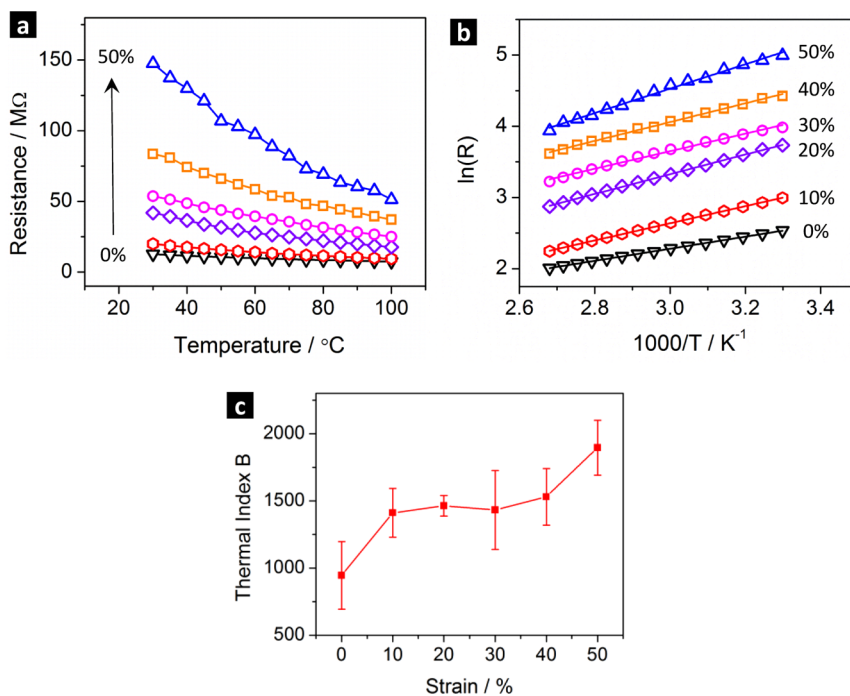 a
50%
0%
150
100
50
0
20 40 60 80 100
Resistance / MΩ
Temperature / °C
b
50%
40%
30%
20%
10%
0%
5
4
3
2
2.6 2.8 3.0 3.2 3.4
ln(R)
1000/T / K⁻¹
c
2000
1500
1000
500
0 10 20 30 40 50
Thermal Index B
Strain / %